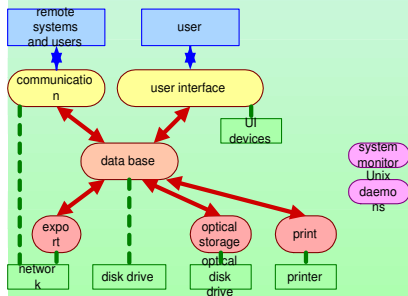 remote
systems
and users
user
communicatio
n
user interface
UI
devices
data base
system
monitor
Unix
daemo
ns
expo
rt
optical
storage
print
networ
k
disk drive
optical
disk
drive
printer